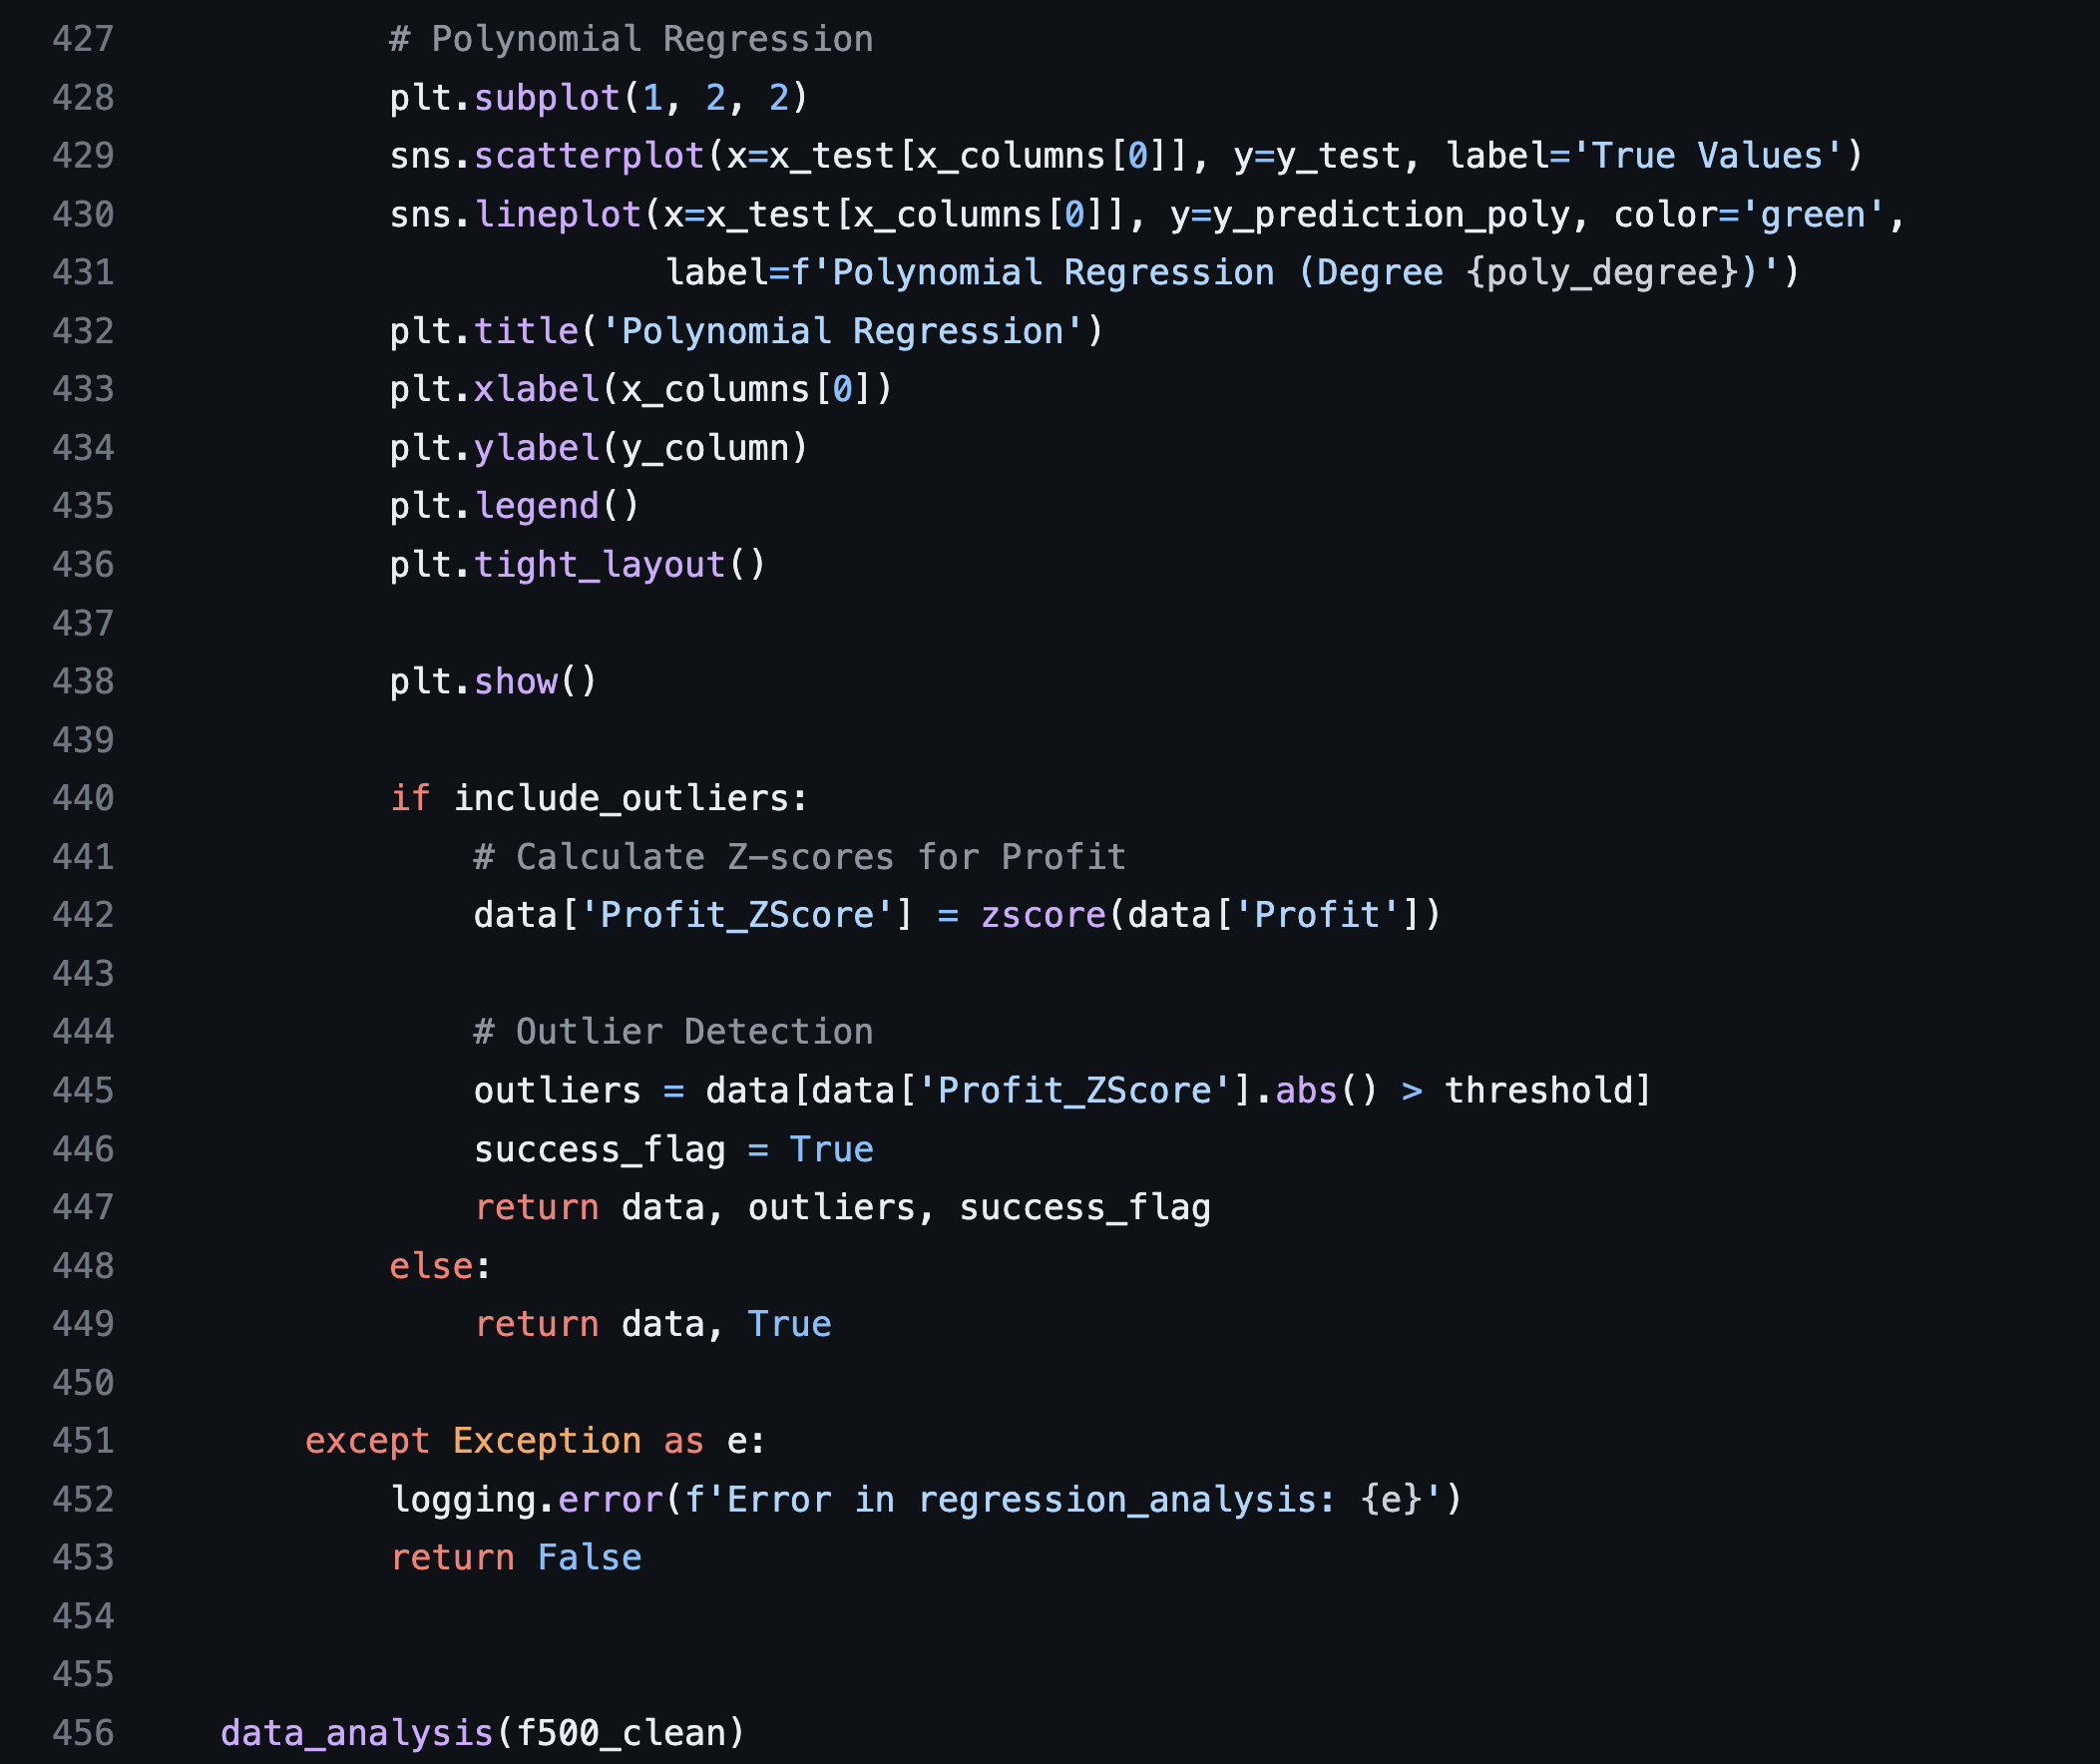 427 # Polynomial Regression
428 plt.subplot(1, 2, 2)
429 sns.scatterplot(x=x_test[x_columns[0]], y=y_test, label='True Values')
430 sns.lineplot(x=x_test[x_columns[0]], y=y_prediction_poly, color='green',
431 label=f'Polynomial Regression (Degree {poly_degree})')
432 plt.title('Polynomial Regression')
433 plt.xlabel(x_columns[0])
434 plt.ylabel(y_column)
435 plt.legend()
436 plt.tight_layout()
437
438 plt.show()
439
440 if include_outliers:
441 # Calculate Z-scores for Profit
442 data['Profit_ZScore'] = zscore(data['Profit'])
443
444 # Outlier Detection
445 outliers = data[data['Profit_ZScore'].abs() > threshold]
446 success_flag = True
447 return data, outliers, success_flag
448 else:
449 return data, True
450
451 except Exception as e:
452 logging.error(f'Error in regression_analysis: {e}')
453 return False
454
455
456 data_analysis(f500_clean)